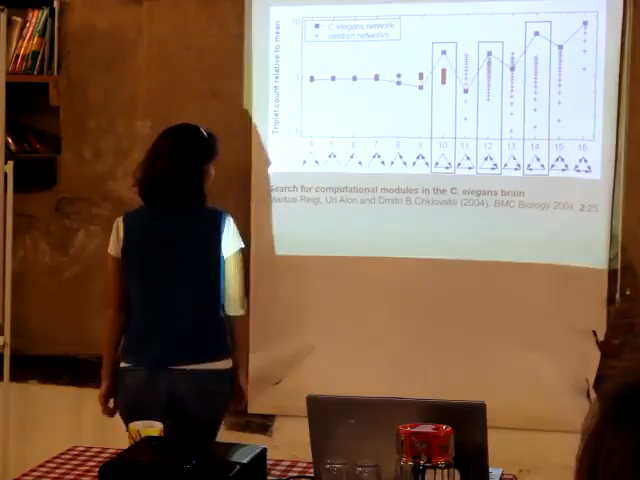 10
C. elegans network
random networks
Triplet count relative to mean
1
4 5 6 7 8 9 10 11 12 13 14 15 16
Search for computational modules in the C. elegans brain
Markus Reigl, Uri Alon and Dmitri B Chklovskii (2004). BMC Biology 2004, 2:25